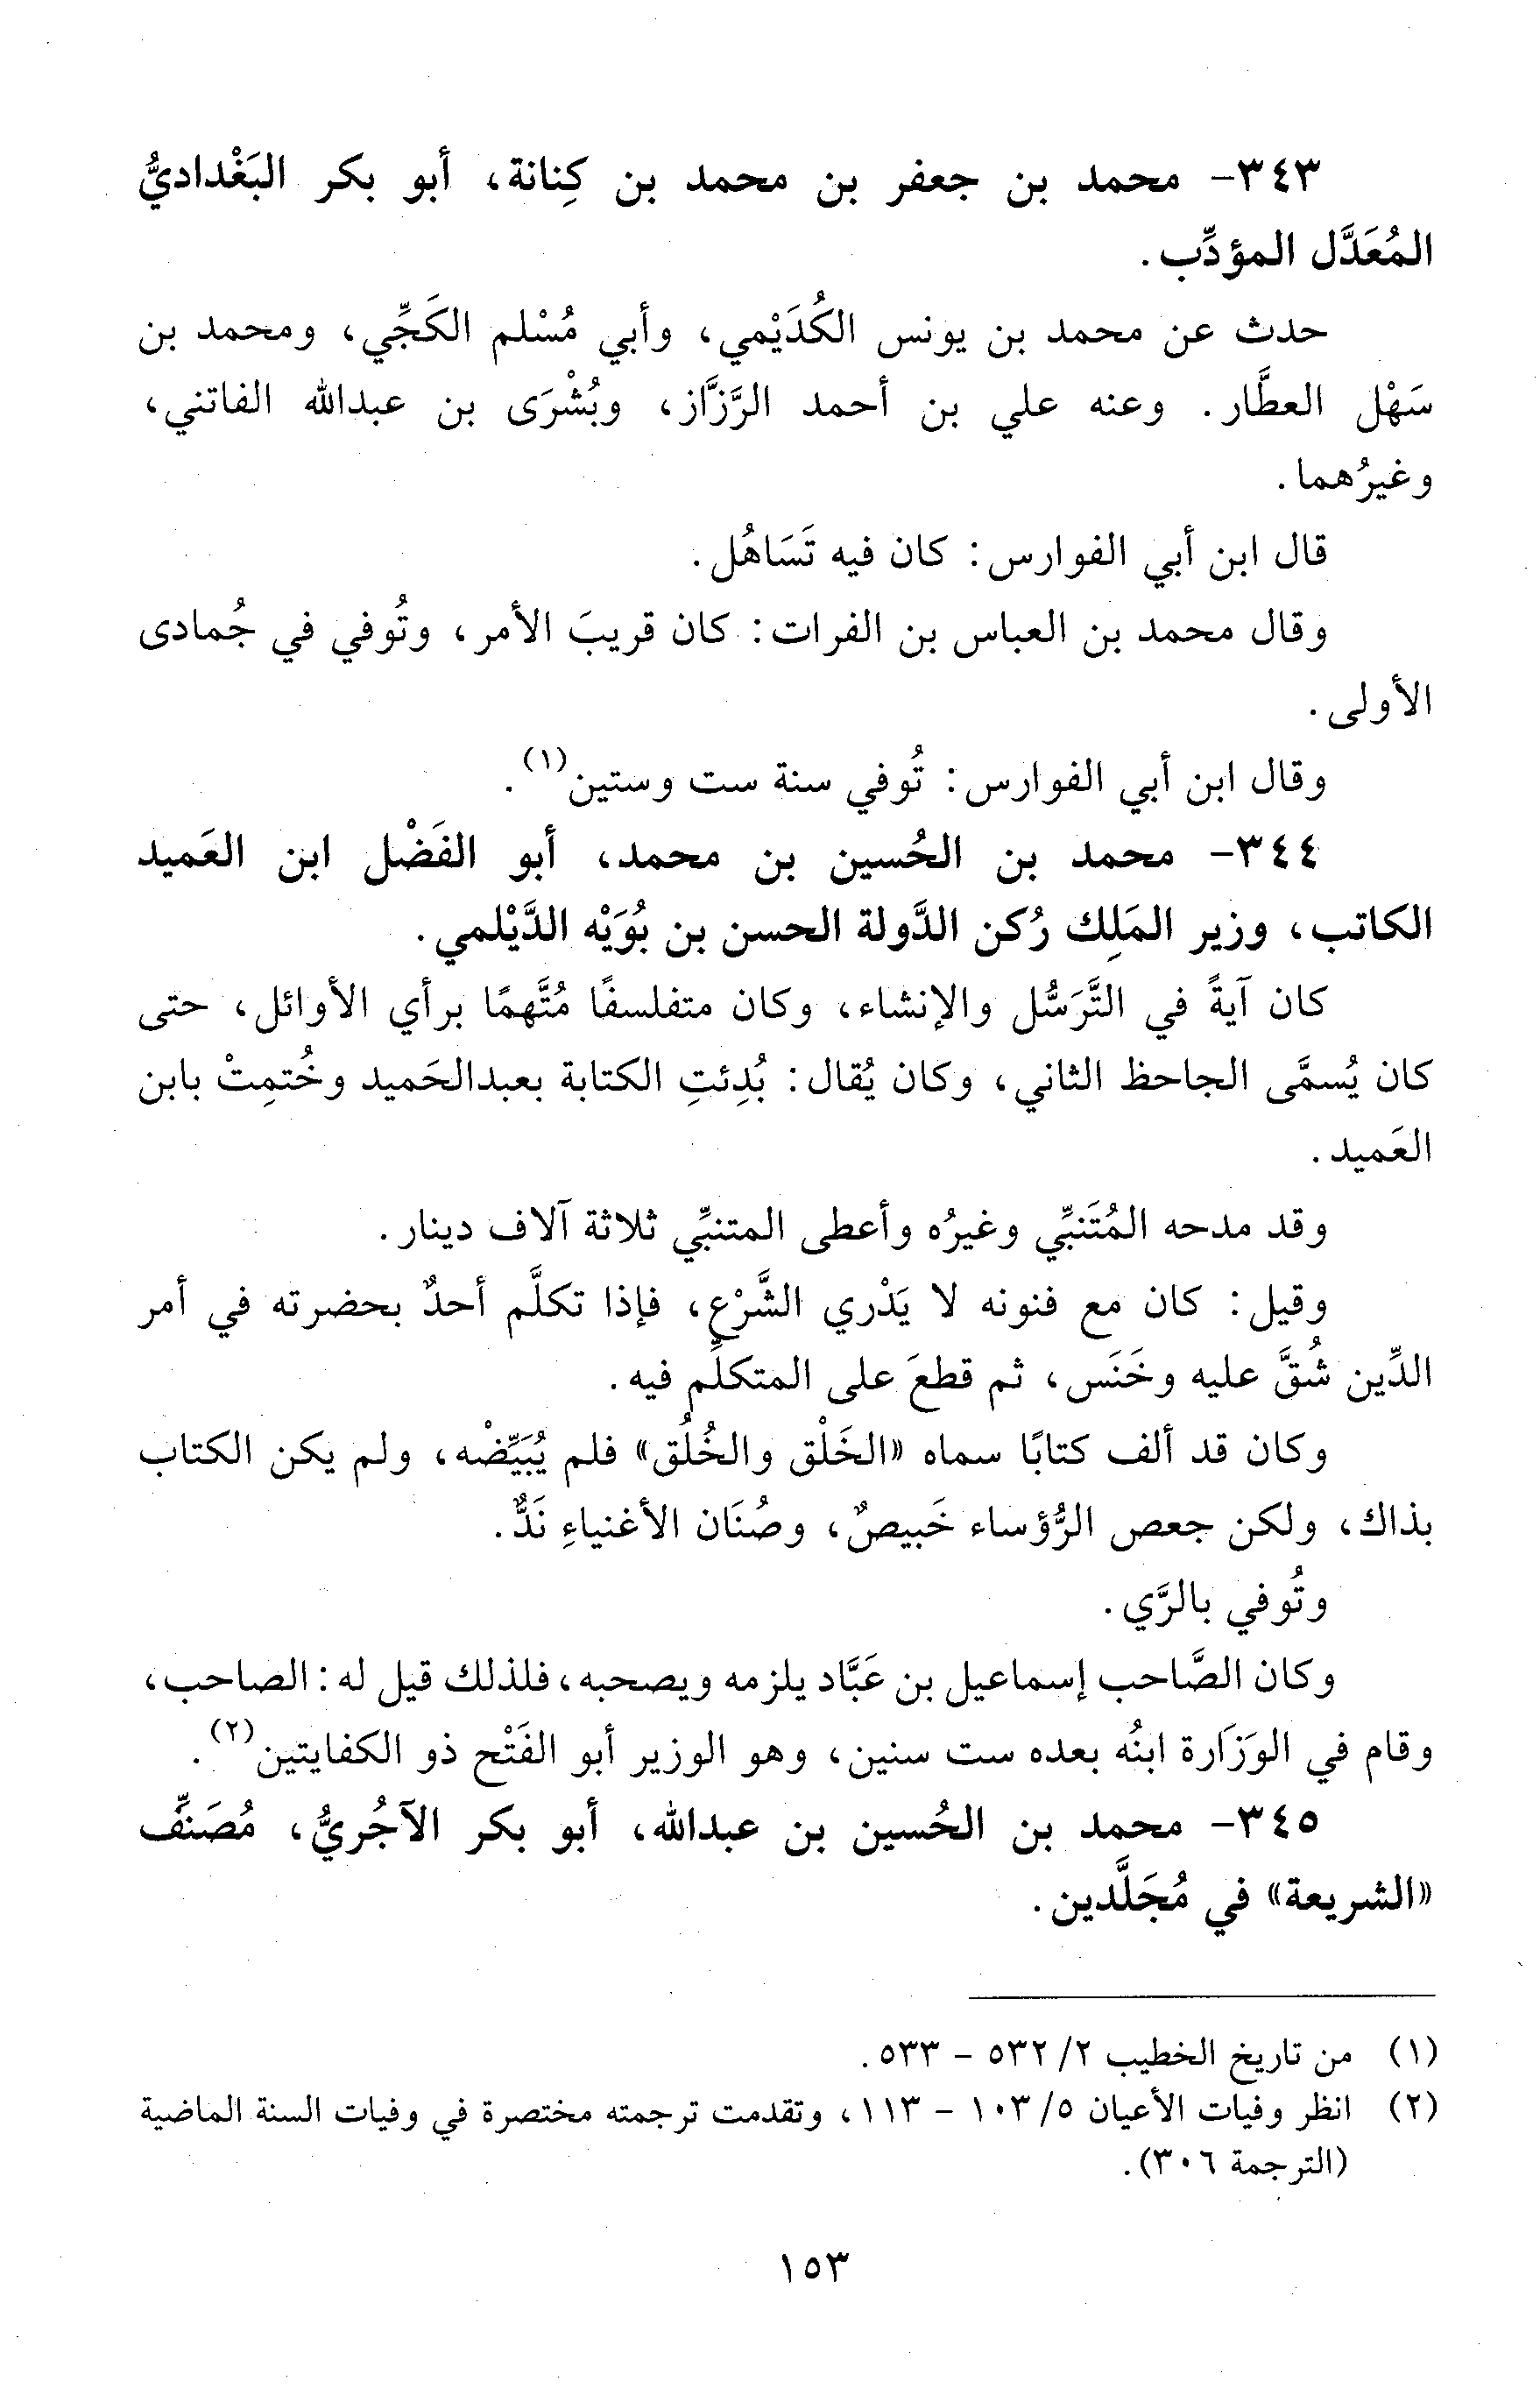 ٣٤٣- محمد بن جعفر بن محمد بن كِنانة، أبو بكر البَغْداديُّ
المُعَدَّل المؤدِّب.
حدث عن محمد بن يونس الكُدَيْمي، وأبي مُسْلم الكَجِّي، ومحمد بن
سَهْل العطَّار. وعنه علي بن أحمد الرَّزَّاز، وبُشْرَى بن عبدالله الفاتني،
وغيرُهما.
قال ابن أبي الفوارس: كان فيه تَسَاهُل.
وقال محمد بن العباس بن الفرات: كان قريبَ الأمر، وتُوفي في جُمادى
الأولى.
وقال ابن أبي الفوارس: تُوفي سنة ست وستين(١).
٣٤٤- محمد بن الحُسين بن محمد، أبو الفَضْل ابن العَميد
الكاتب، وزير المَلِك رُكن الدَّولة الحسن بن بُوَيْه الدَّيْلمي.
كان آيةً في التَّرَسُّل والإنشاء، وكان متفلسفًا مُتَّهمًا برأي الأوائل، حتى
كان يُسمَّى الجاحظ الثاني، وكان يُقال: بُدِئتِ الكتابة بعبدالحَميد وخُتمِتْ بابن
العَميد.
وقد مدحه المُتَنبِّي وغيرُه وأعطى المتنبِّي ثلاثة آلاف دينار.
وقيل: كان مع فنونه لا يَدْري الشَّرْع، فإذا تكلَّم أحدٌ بحضرته في أمر
الدِّين شُقَّ عليه وخَنَس، ثم قطعَ على المتكلِّم فيه.
وكان قد ألف كتابًا سماه «الخَلْق والخُلُق» فلم يُبَيِّضْه، ولم يكن الكتاب
بذاك، ولكن جعص الرُّؤساء خَبيصٌ، وصُنَان الأغنياءِ نَدٌّ.
وتُوفي بالرَّي.
وكان الصَّاحب إسماعيل بن عَبَّاد يلزمه ويصحبه، فلذلك قيل له: الصاحب،
وقام في الوَزَارة ابنُه بعده ست سنين، وهو الوزير أبو الفَتْح ذو الكفايتين(٢).
٣٤٥- محمد بن الحُسين بن عبدالله، أبو بكر الآجُريُّ، مُصَنِّف
«الشريعة» في مُجَلَّدين.
(١) من تاريخ الخطيب ٢/ ٥٣٢ - ٥٣٣.
(٢) انظر وفيات الأعيان ٥/ ١٠٣ - ١١٣، وتقدمت ترجمته مختصرة في وفيات السنة الماضية
(الترجمة ٣٠٦).
١٥٣